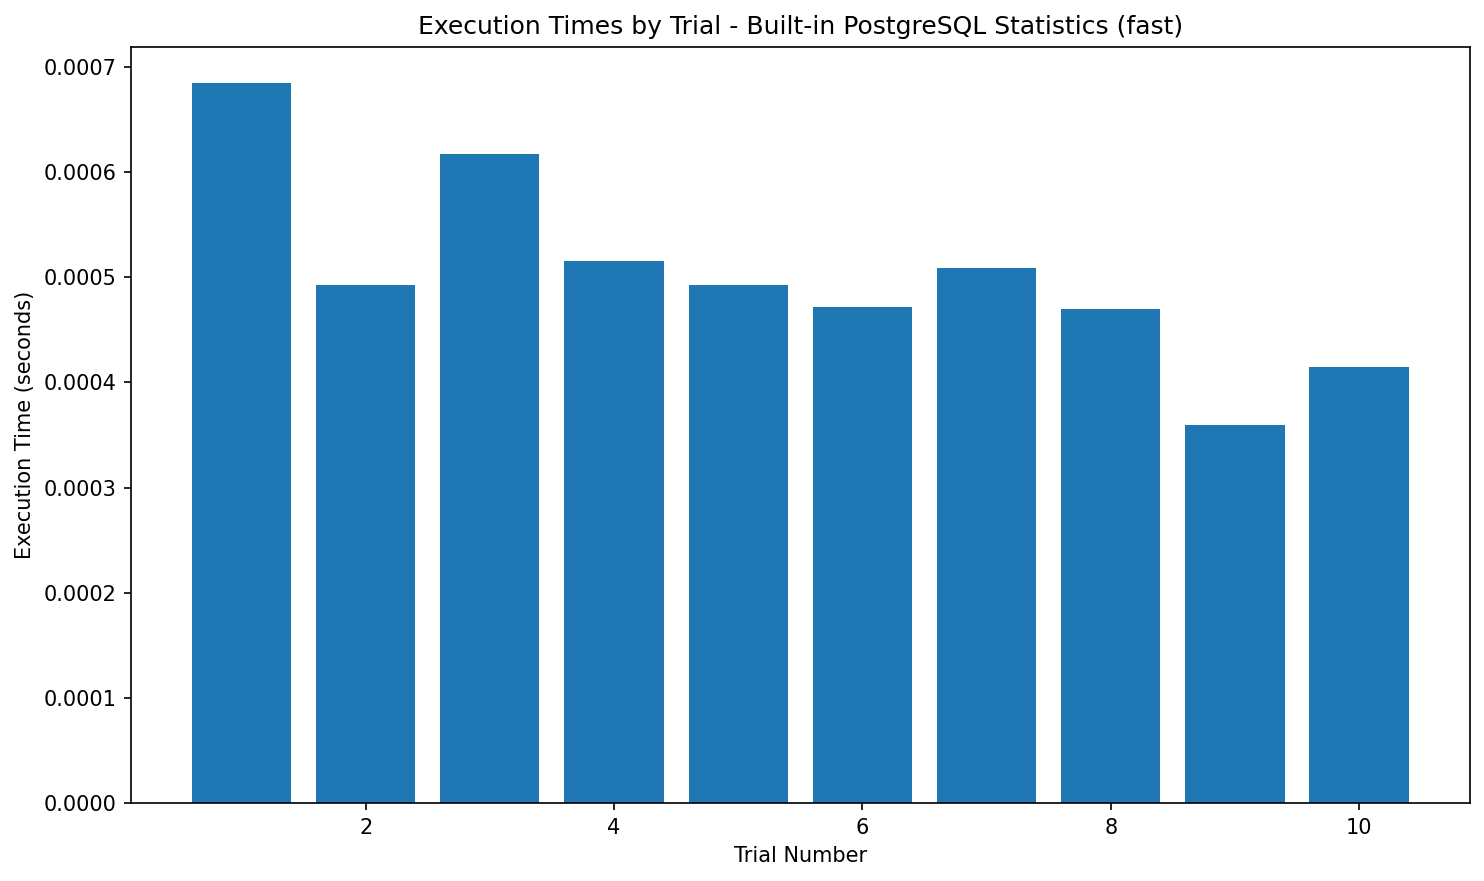 Execution Times by Trial - Built-in PostgreSQL Statistics (fast)
Execution Time (seconds)
0.0007
0.0006
0.0005
0.0004
0.0003
0.0002
0.0001
0.0000
2 4 6 8 10
Trial Number